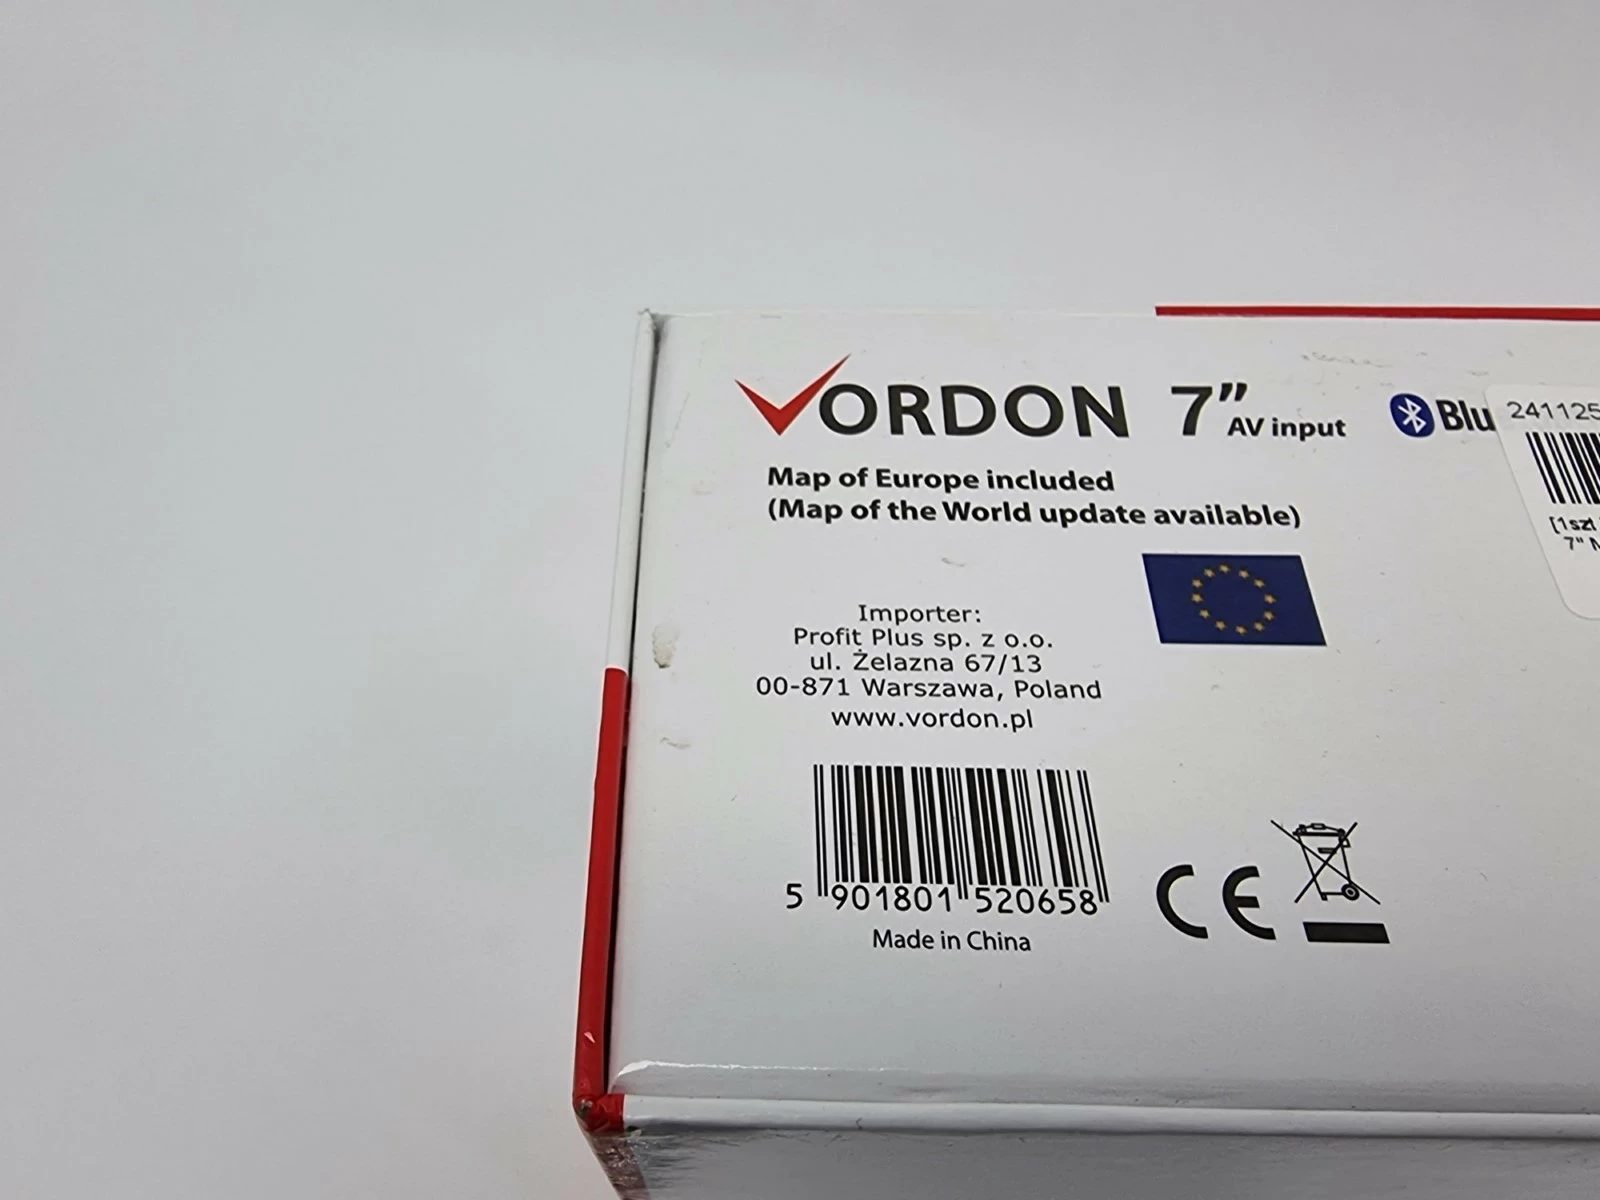 VORDON 7" AV input Blu
241125
[1szt
7"
Map of Europe included
(Map of the World update available)
Importer:
Profit Plus sp. z o.o.
ul. Żelazna 67/13
00-871 Warszawa, Poland
www.vordon.pl
5 901801 520658
CE
Made in China